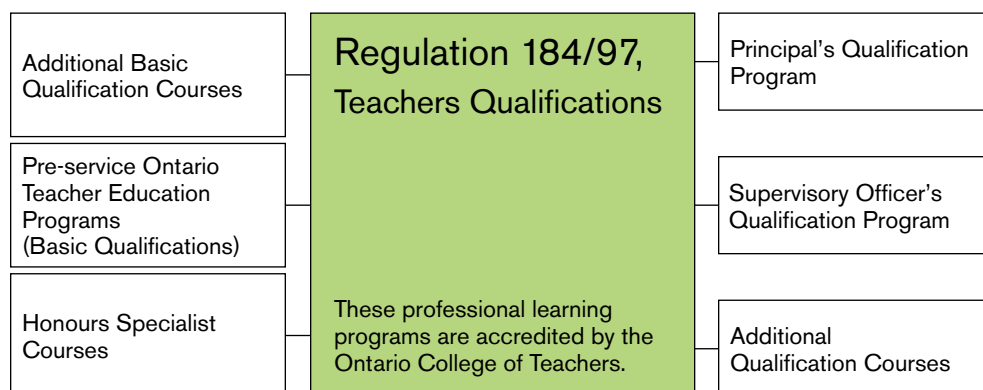 Additional Basic
Qualification Courses
Pre-service Ontario
Teacher Education
Programs
(Basic Qualifications)
Honours Specialist
Courses
Regulation 184/97,
Teachers Qualifications
These professional learning
programs are accredited by the
Ontario College of Teachers.
Principal’s Qualification
Program
Supervisory Officer’s
Qualification Program
Additional
Qualification Courses